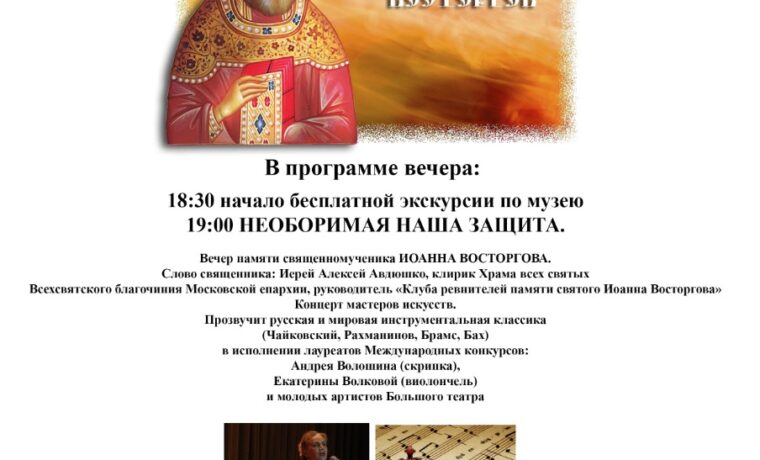 ВОСТОРГОВ
В программе вечера:
18:30 начало бесплатной экскурсии по музею
19:00 НЕОБОРИМАЯ НАША ЗАЩИТА.
Вечер памяти священномученика ИОАННА ВОСТОРГОВА.
Слово священника: Иерей Алексей Авдюшко, клирик Храма всех святых
Всехсвятского благочиния Московской епархии, руководитель «Клуба ревнителей памяти святого Иоанна Восторгова»
Концерт мастеров искусств.
Прозвучит русская и мировая инструментальная классика
(Чайковский, Рахманинов, Брамс, Бах)
в исполнении лауреатов Международных конкурсов:
Андрея Волошина (скрипка),
Екатерины Волковой (виолончель)
и молодых артистов Большого театра